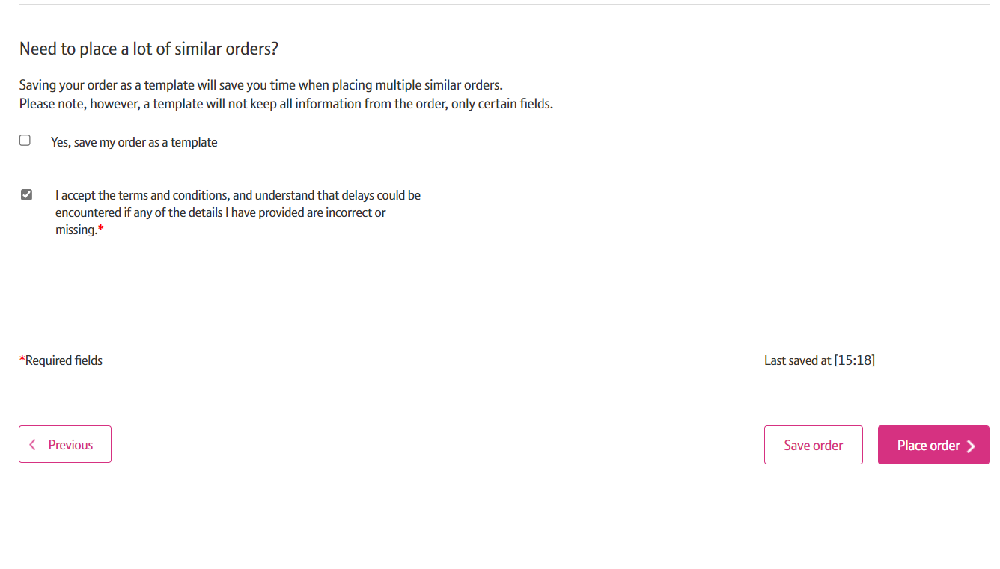 Need to place a lot of similar orders?
Saving your order as a template will save you time when placing multiple similar orders.
Please note, however, a template will not keep all information from the order, only certain fields.
Yes, save my order as a template
I accept the terms and conditions, and understand that delays could be
encountered if any of the details I have provided are incorrect or
missing.*
*Required fields
Last saved at [15:18]
Previous
Save order
Place order